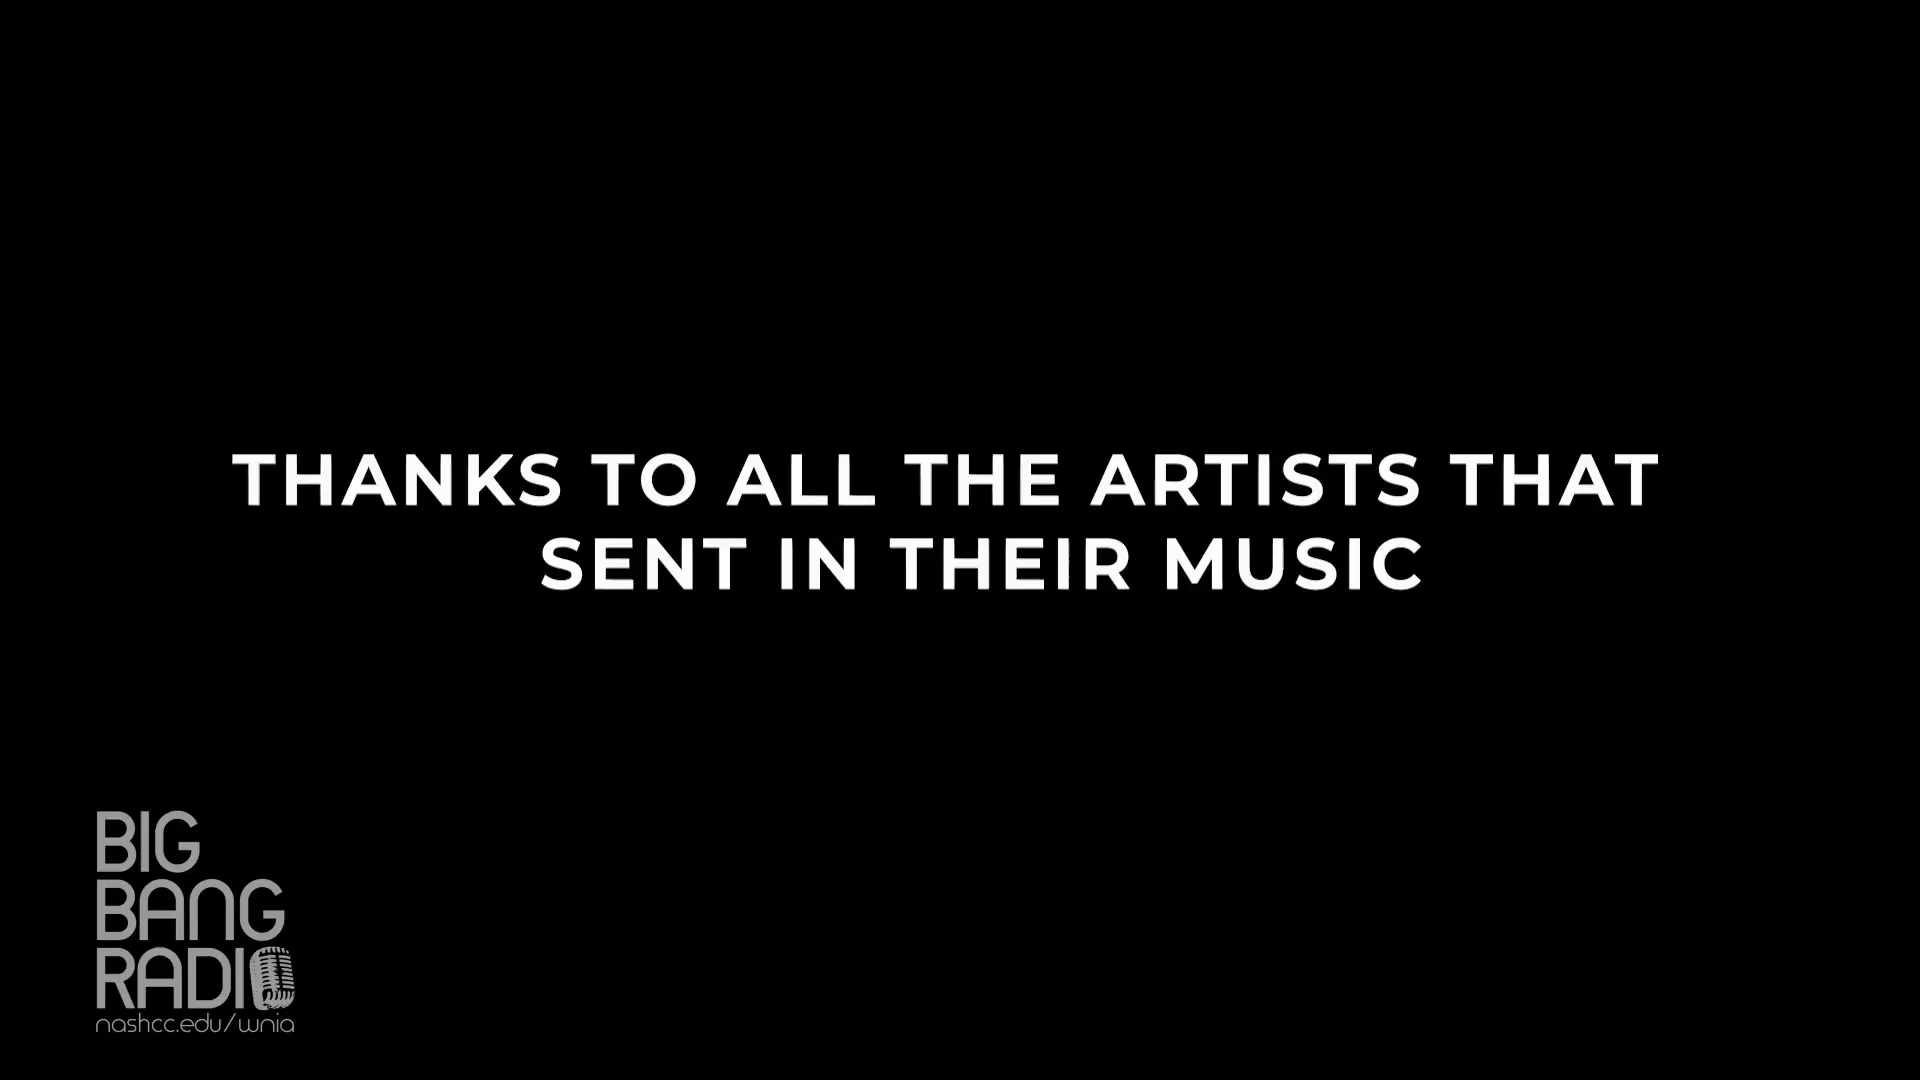 THANKS TO ALL THE ARTISTS THAT
SENT IN THEIR MUSIC
BIG
BANG
RADIO
nashcc.edu/wnia